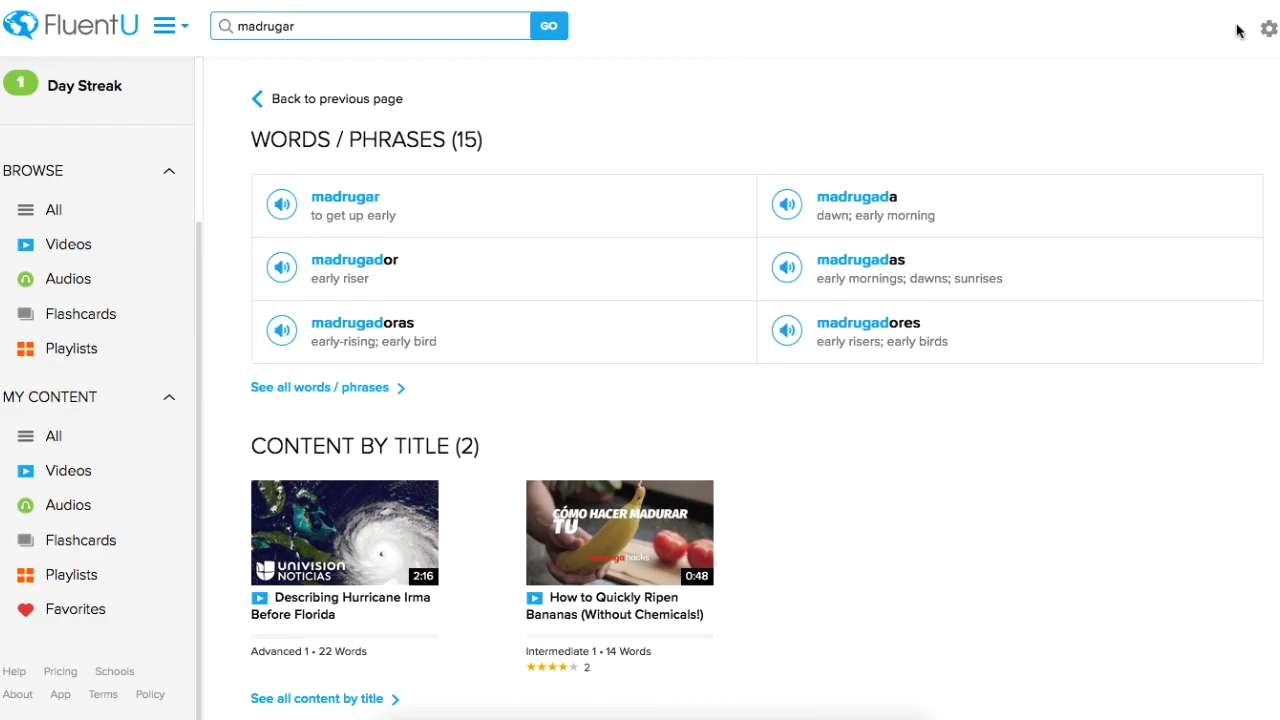 FluentU
madrugar
GO
1 Day Streak
BROWSE
All
Videos
Audios
Flashcards
Playlists
MY CONTENT
All
Videos
Audios
Flashcards
Playlists
Favorites
Help Pricing Schools
About App Terms Policy
Back to previous page
WORDS / PHRASES (15)
madrugar
to get up early
madrugada
dawn; early morning
madrugador
early riser
madrugadas
early mornings; dawns; sunrises
madrugadoras
early-rising; early bird
madrugadores
early risers; early birds
See all words / phrases
CONTENT BY TITLE (2)
UNIVISION
NOTICIAS
2:16
Describing Hurricane Irma
Before Florida
Advanced 1 • 22 Words
CÓMO HACER MADURAR
TU
hacks
0:48
How to Quickly Ripen
Bananas (Without Chemicals!)
Intermediate 1 • 14 Words
2
See all content by title